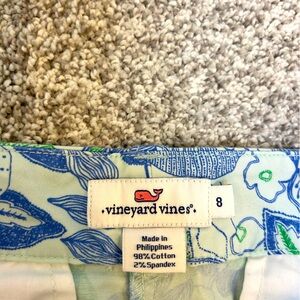 vineyard vines®
8
Made in
Philippines
98% Cotton
2% Spandex